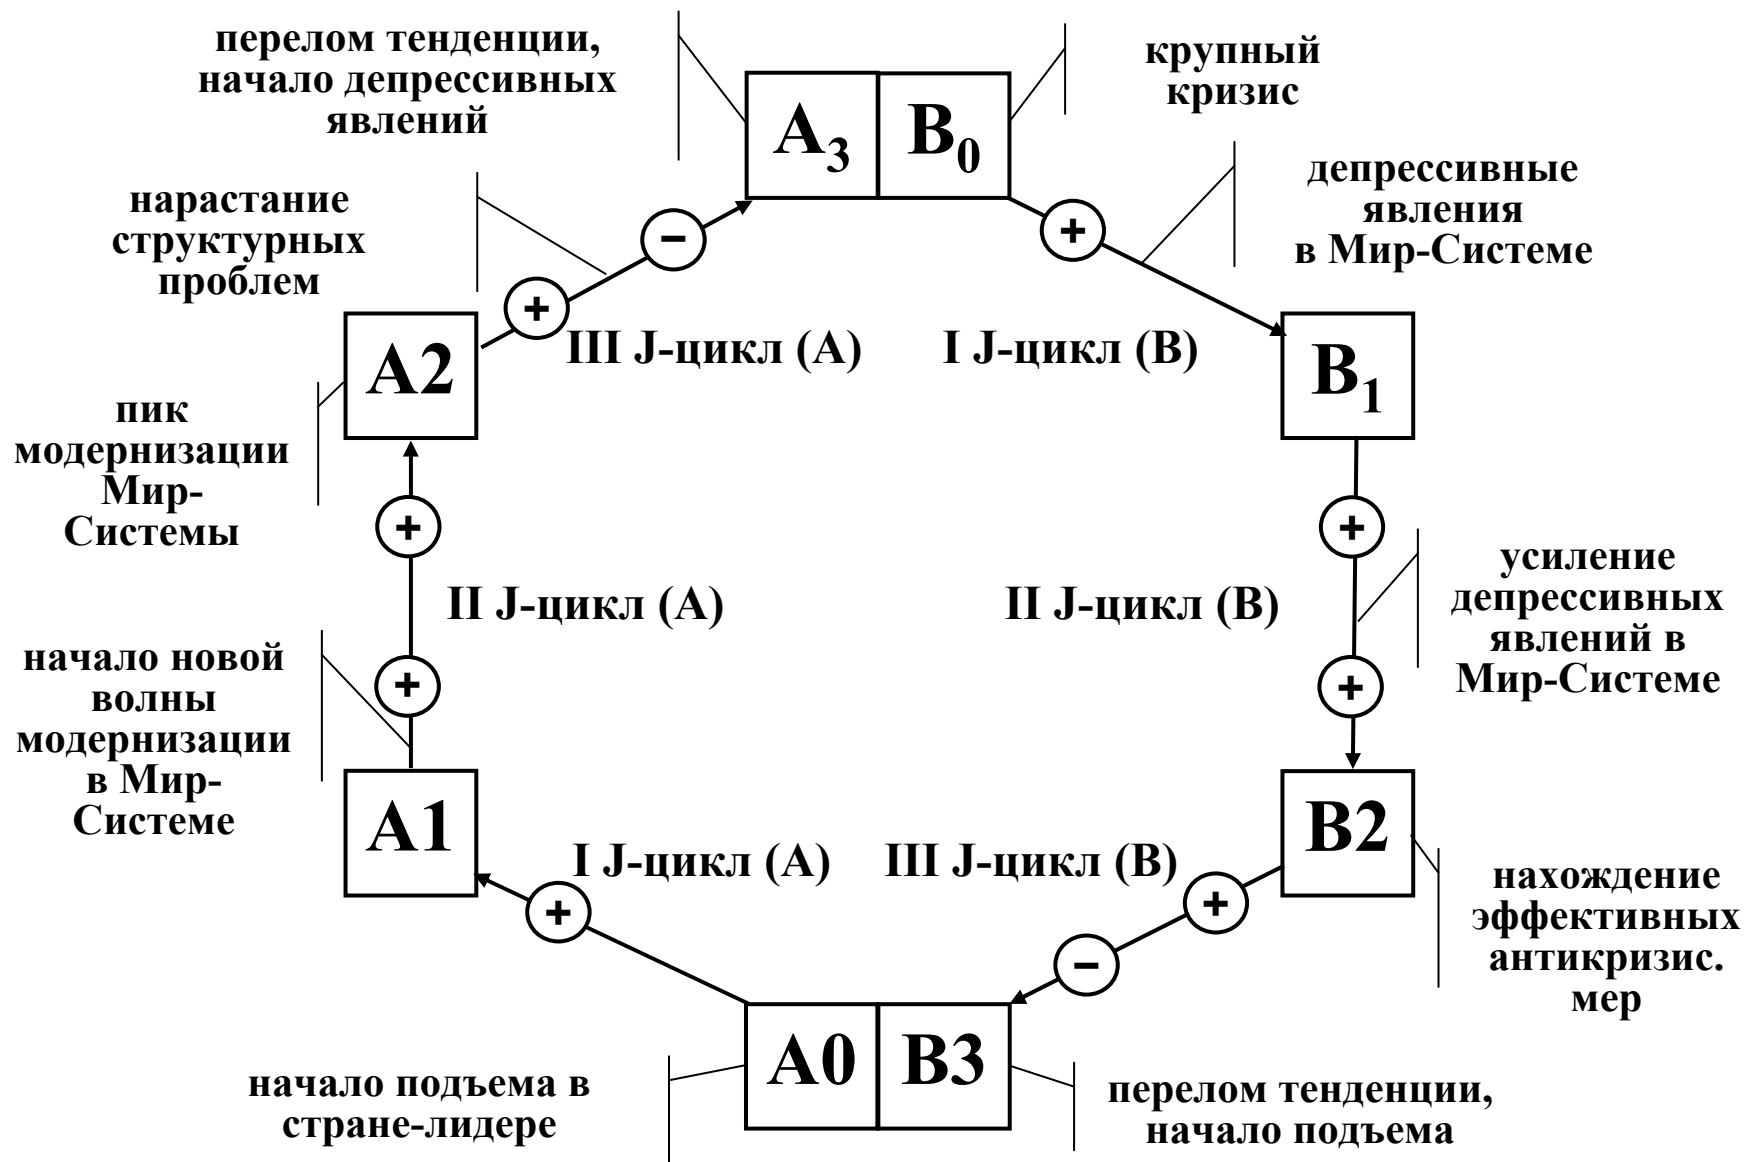 перелом тенденции,
начало депрессивных
явлений
крупный
кризис
A₃
B₀
нарастание
структурных
проблем
депрессивные
явления
в Мир-Системе
−
+
+
III J-цикл (A)
I J-цикл (B)
A2
B₁
пик
модернизации
Мир-
Системы
+
+
усиление
депрессивных
явлений в
Мир-Системе
II J-цикл (A)
II J-цикл (B)
начало новой
волны
модернизации
в Мир-
Системе
+
+
A1
B2
I J-цикл (A)
III J-цикл (B)
нахождение
эффективных
антикризис.
мер
+
+
−
A0
B3
начало подъема в
стране-лидере
перелом тенденции,
начало подъема